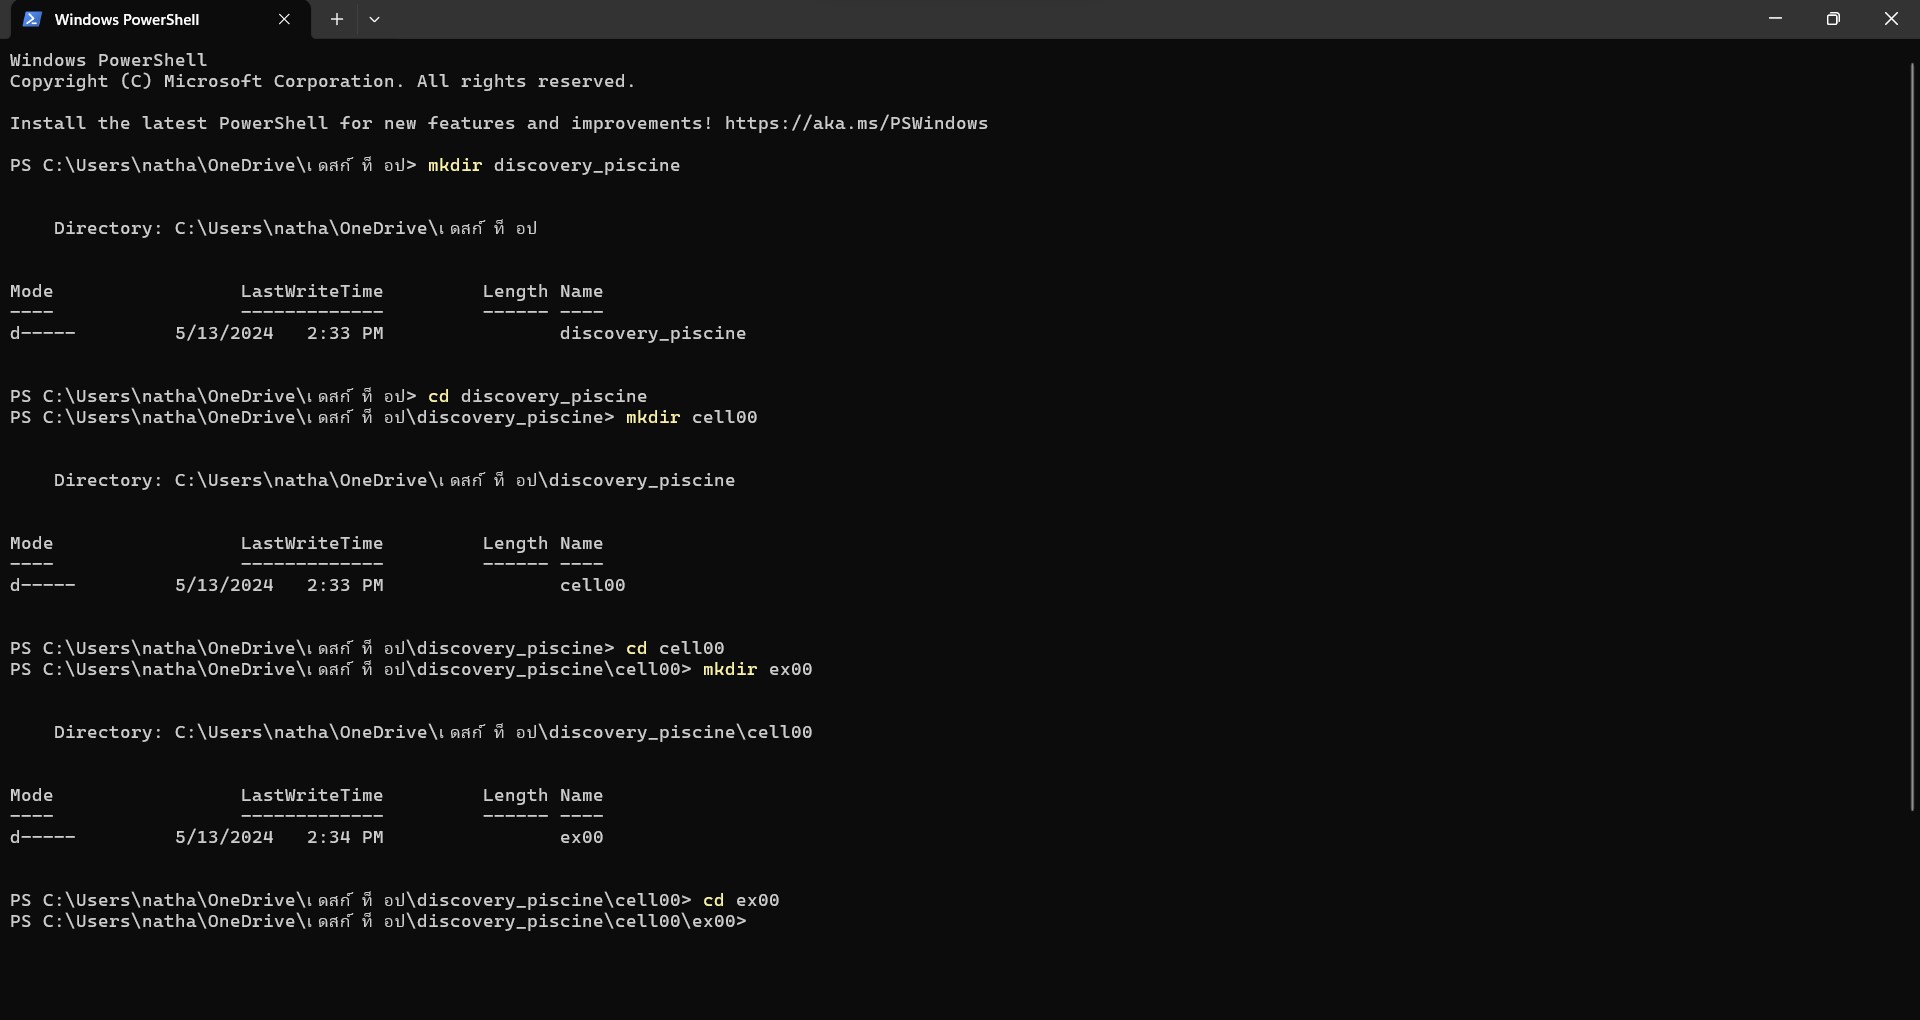 Windows PowerShell
Windows PowerShell
Copyright (C) Microsoft Corporation. All rights reserved.
Install the latest PowerShell for new features and improvements! https://aka.ms/PSWindows
PS C:\Users\natha\OneDrive\เดสก์ท็อป> mkdir discovery_piscine
Directory: C:\Users\natha\OneDrive\เดสก์ท็อป
Mode                 LastWriteTime         Length Name
----                 -------------         ------ ----
d-----         5/13/2024   2:33 PM                discovery_piscine
PS C:\Users\natha\OneDrive\เดสก์ท็อป> cd discovery_piscine
PS C:\Users\natha\OneDrive\เดสก์ท็อป\discovery_piscine> mkdir cell00
Directory: C:\Users\natha\OneDrive\เดสก์ท็อป\discovery_piscine
Mode                 LastWriteTime         Length Name
----                 -------------         ------ ----
d-----         5/13/2024   2:33 PM                cell00
PS C:\Users\natha\OneDrive\เดสก์ท็อป\discovery_piscine> cd cell00
PS C:\Users\natha\OneDrive\เดสก์ท็อป\discovery_piscine\cell00> mkdir ex00
Directory: C:\Users\natha\OneDrive\เดสก์ท็อป\discovery_piscine\cell00
Mode                 LastWriteTime         Length Name
----                 -------------         ------ ----
d-----         5/13/2024   2:34 PM                ex00
PS C:\Users\natha\OneDrive\เดสก์ท็อป\discovery_piscine\cell00> cd ex00
PS C:\Users\natha\OneDrive\เดสก์ท็อป\discovery_piscine\cell00\ex00>